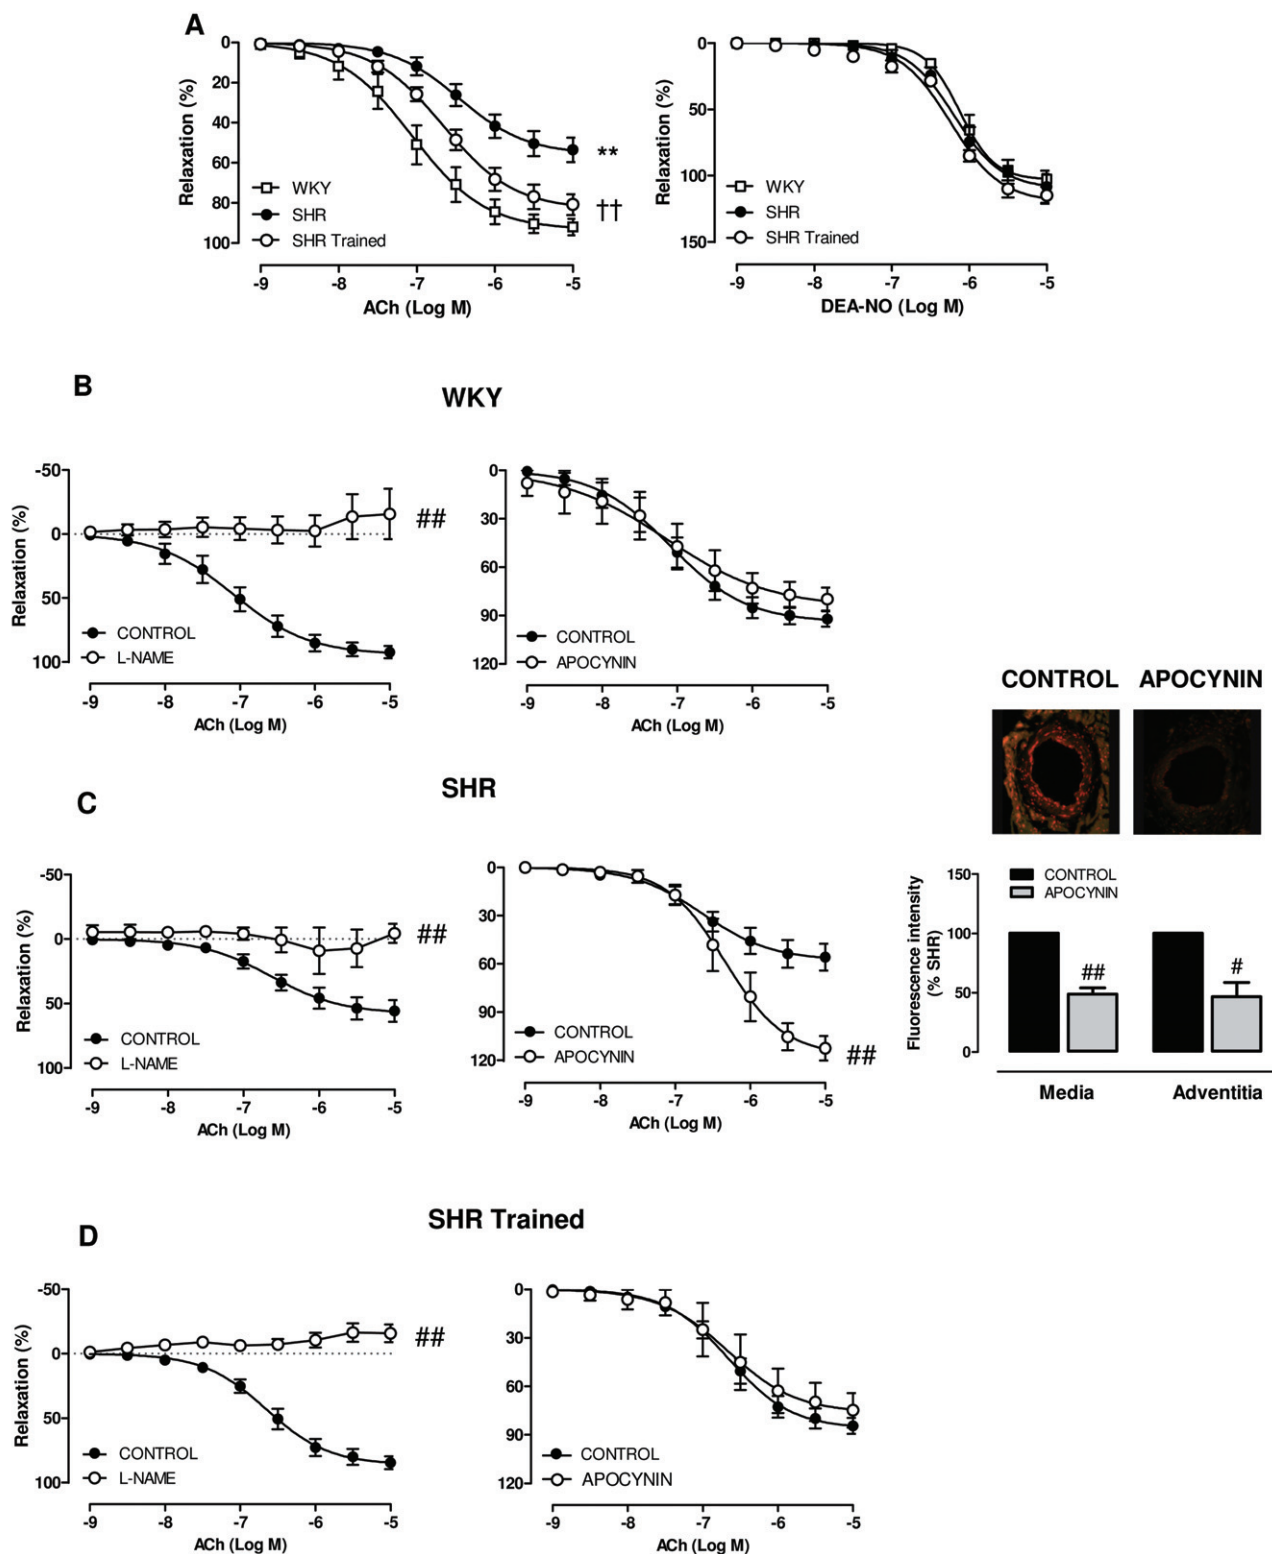 A
Relaxation (%)
0
20
40
60
80
100
WKY
SHR
SHR Trained
**
††
-9 -8 -7 -6 -5
ACh (Log M)
Relaxation (%)
0
50
100
150
WKY
SHR
SHR Trained
-9 -8 -7 -6 -5
DEA-NO (Log M)
B
WKY
Relaxation (%)
-50
0
50
100
##
CONTROL
L-NAME
-9 -8 -7 -6 -5
ACh (Log M)
0
30
60
90
120
CONTROL
APOCYNIN
-9 -8 -7 -6 -5
ACh (Log M)
C
SHR
Relaxation (%)
-50
0
50
100
##
CONTROL
L-NAME
-9 -8 -7 -6 -5
ACh (Log M)
0
30
60
90
120
CONTROL
APOCYNIN
##
-9 -8 -7 -6 -5
ACh (Log M)
CONTROL APOCYNIN
Fluorescence intensity
(% SHR)
150
100
50
0
CONTROL
APOCYNIN
##
#
Media Adventitia
D
SHR Trained
Relaxation (%)
-50
0
50
100
##
CONTROL
L-NAME
-9 -8 -7 -6 -5
ACh (Log M)
0
30
60
90
120
CONTROL
APOCYNIN
-9 -8 -7 -6 -5
ACh (Log M)